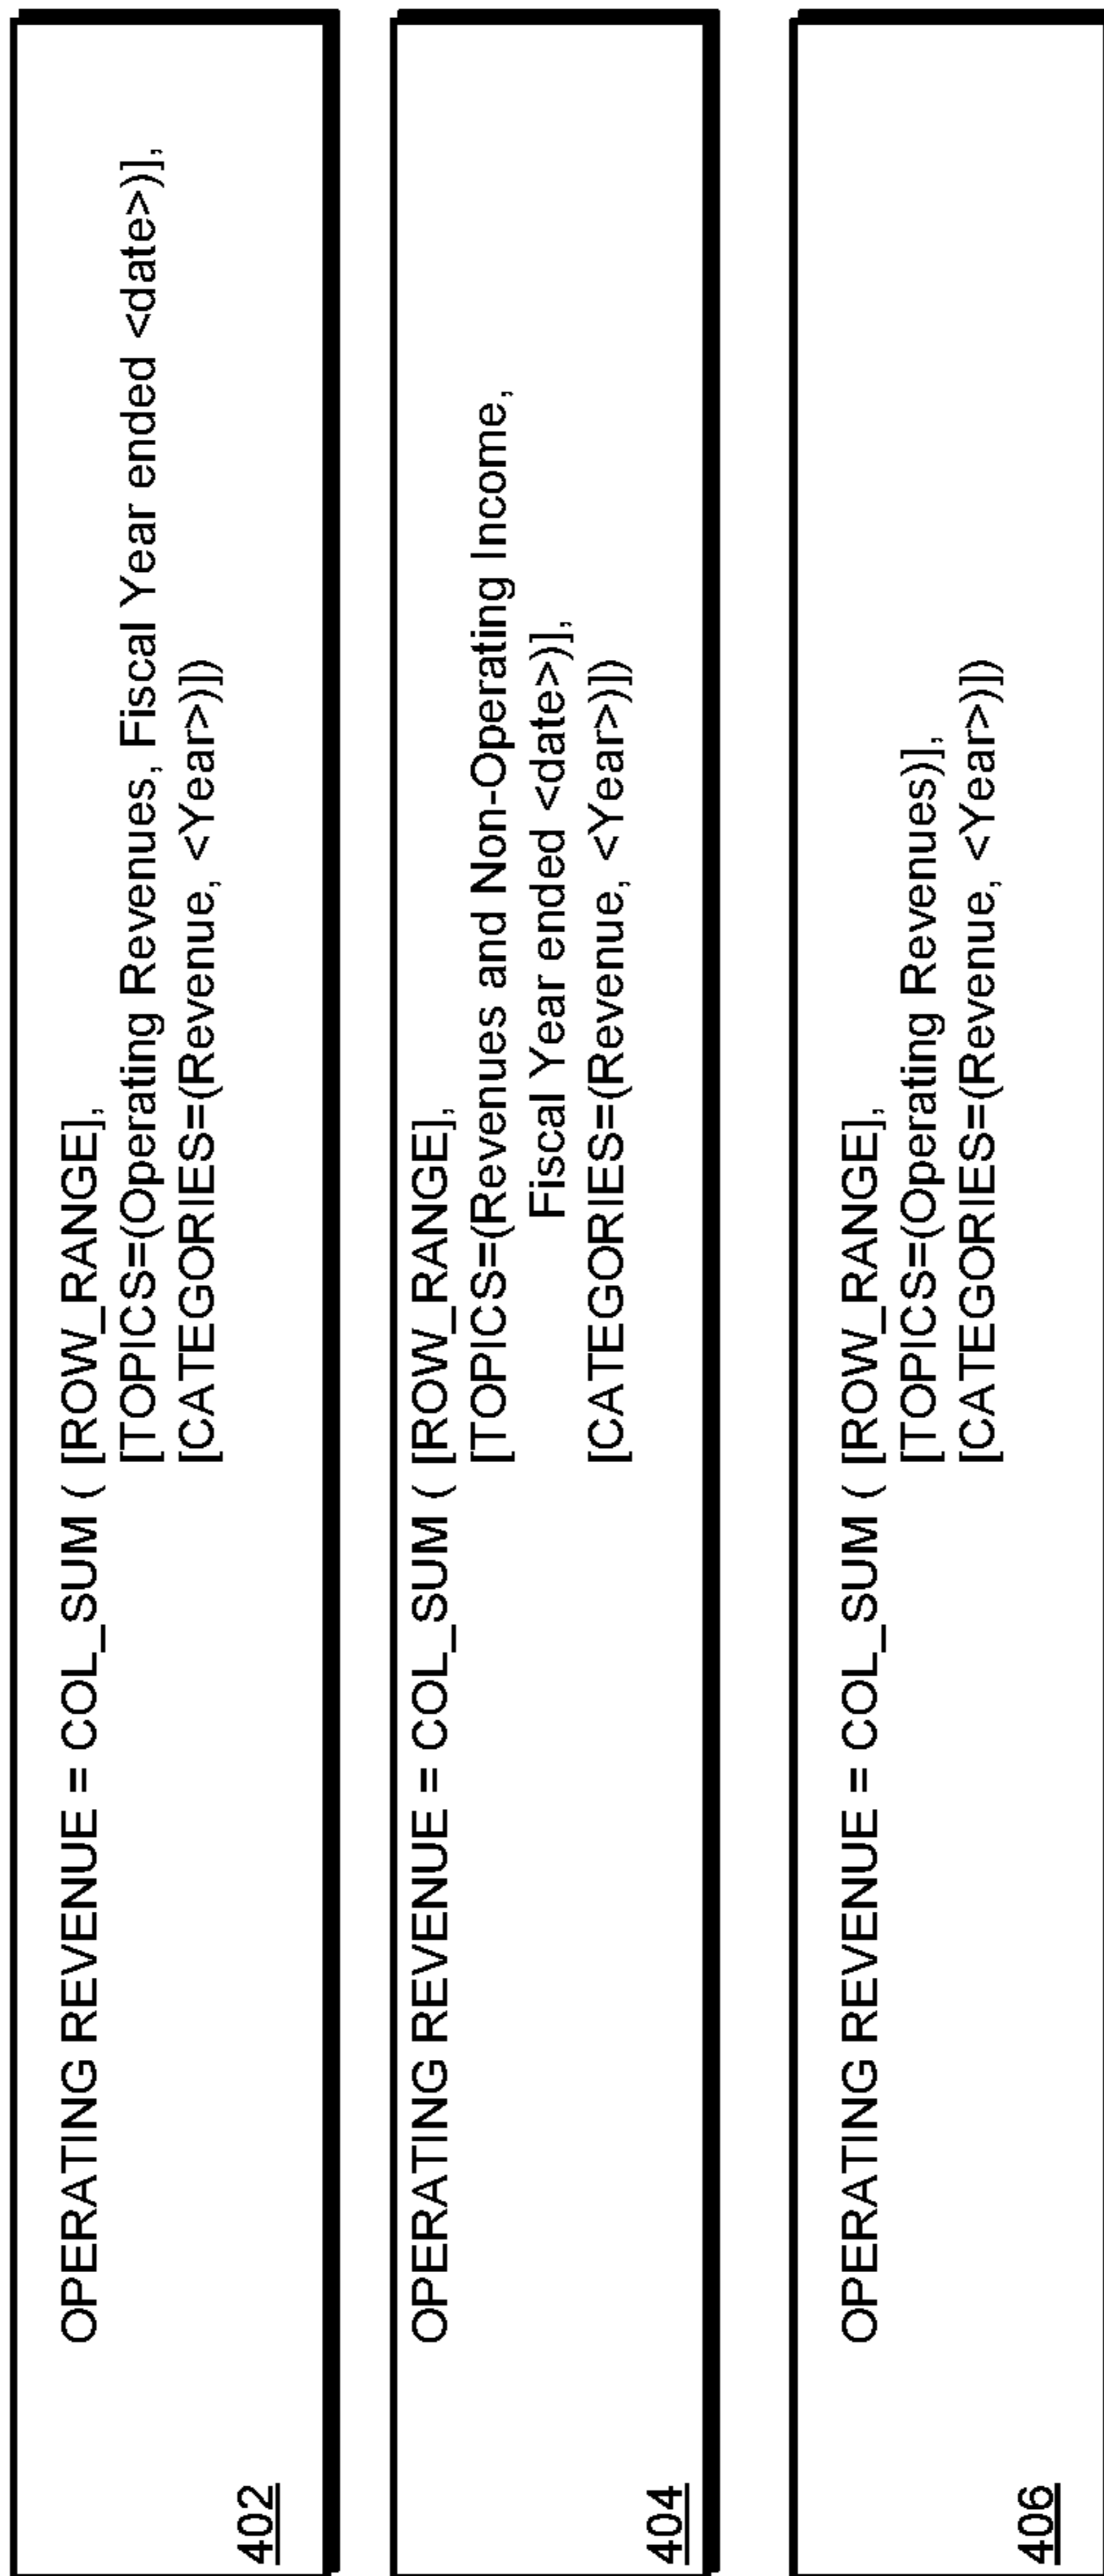 OPERATING REVENUE = COL_SUM ( [ROW_RANGE],
[TOPICS=(Operating Revenues, Fiscal Year ended <date>)],
[CATEGORIES=(Revenue, <Year>)])
402
OPERATING REVENUE = COL_SUM ( [ROW_RANGE],
[TOPICS=(Revenues and Non-Operating Income,
Fiscal Year ended <date>)],
[CATEGORIES=(Revenue, <Year>)])
404
OPERATING REVENUE = COL_SUM ( [ROW_RANGE],
[TOPICS=(Operating Revenues)],
[CATEGORIES=(Revenue, <Year>)])
406